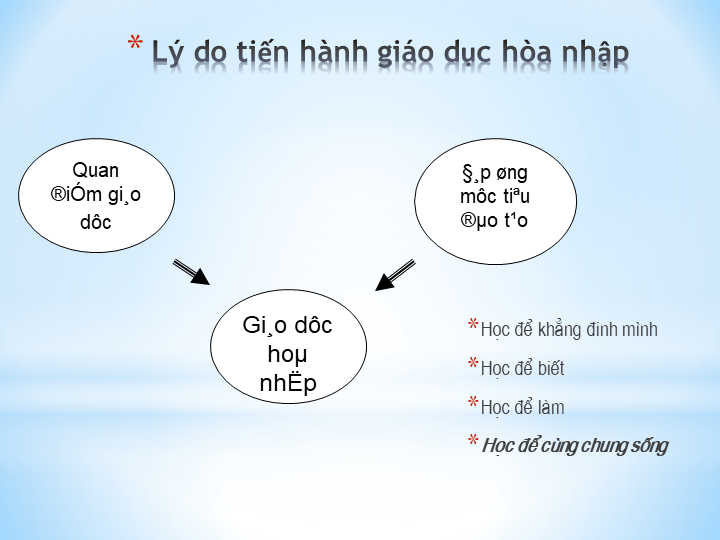 * Lý do tiến hành giáo dục hòa nhập
Quan
®iÓm gi¸o
dôc
§¸p øng
môc tiªu
®µo t¹o
Gi¸o dôc
hoµ
nhËp
* Học để khẳng đinh mình
* Học để biết
* Học để làm
* Học để cùng chung sống